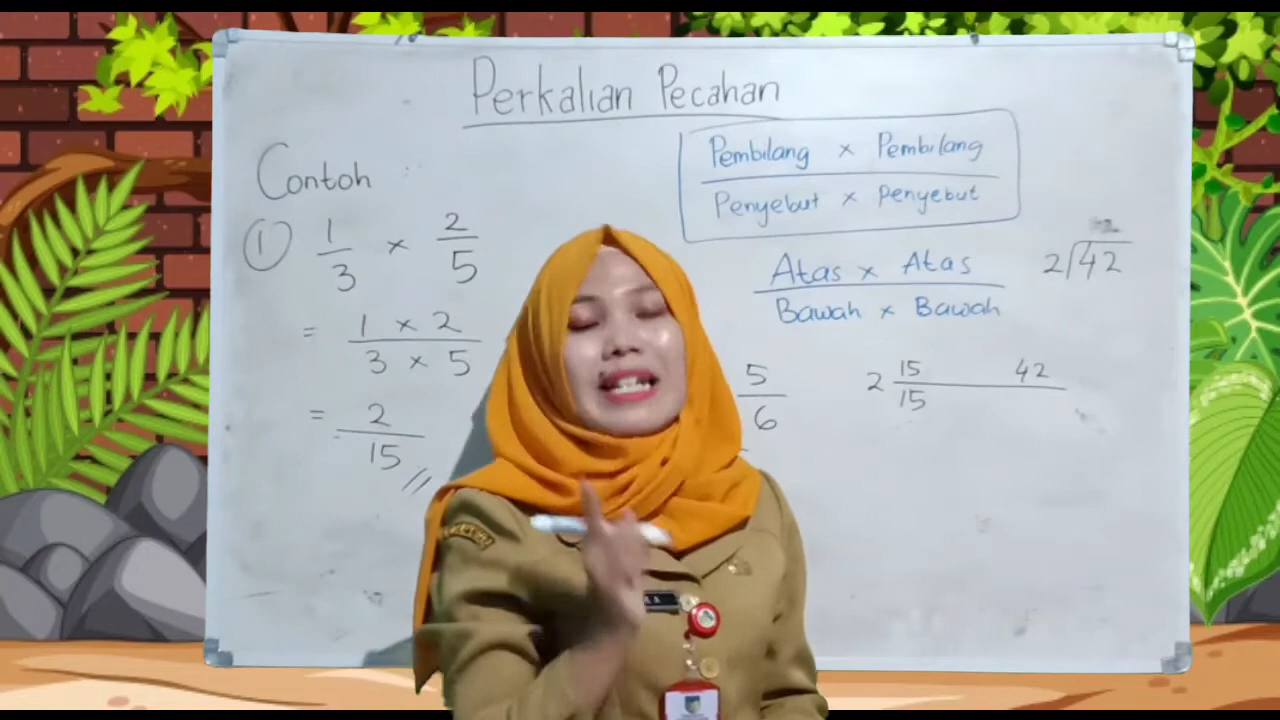 Perkalian Pecahan
Contoh :
① 1/3 × 2/5
= 1 × 2 / 3 × 5
= 2/15 //
Pembilang × Pembilang
Penyebut × Penyebut
Atas × Atas
Bawah × Bawah
2√42
5/6
2 15/15 42